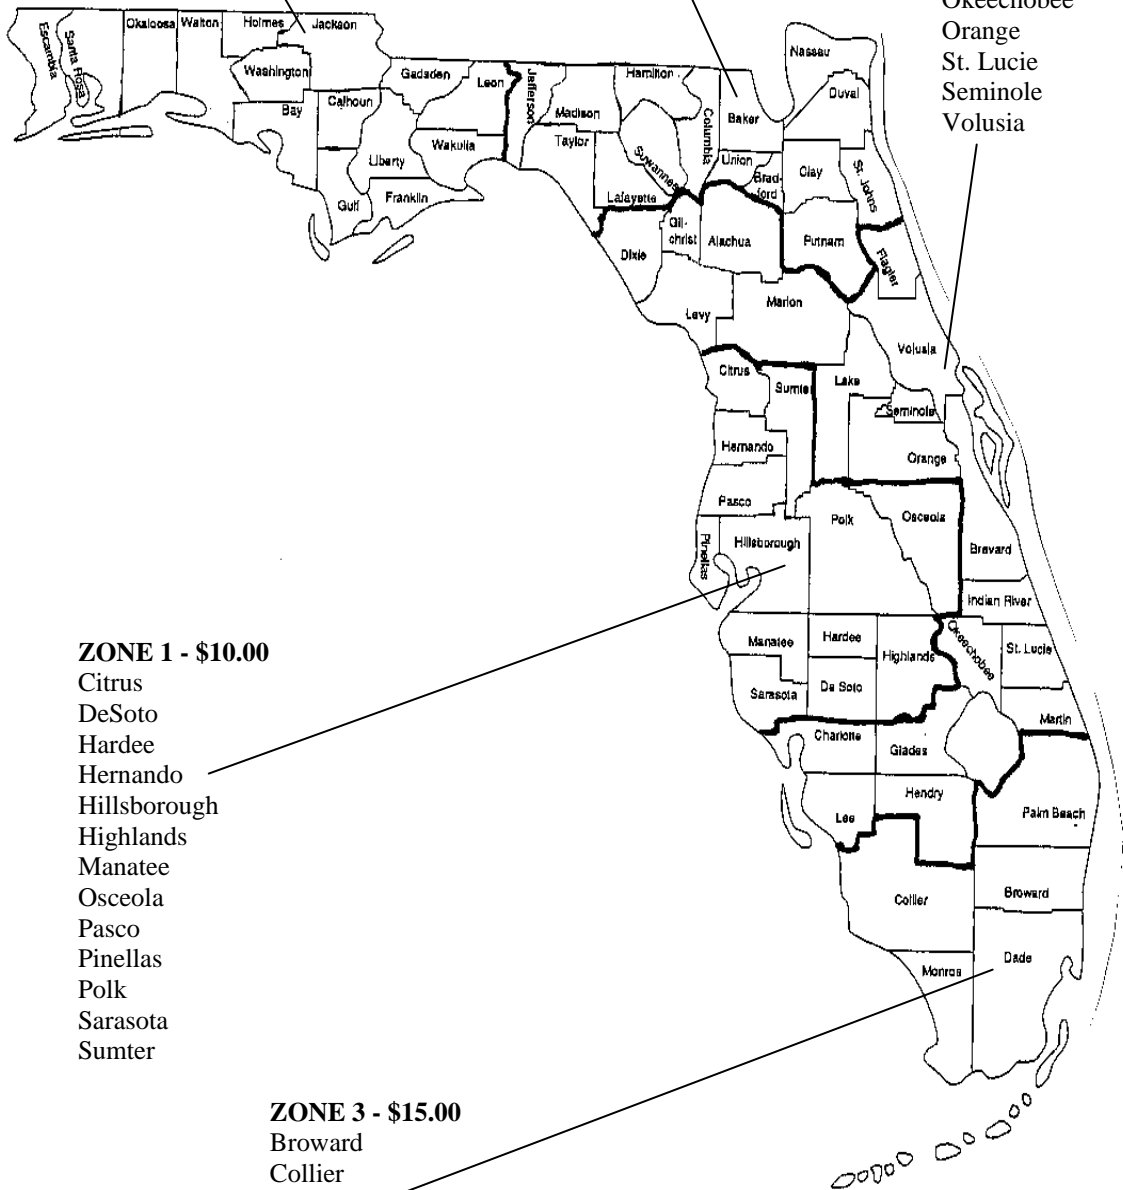 Okeechobee
Orange
St. Lucie
Seminole
Volusia
Escambia
Santa Rosa
Okaloosa
Walton
Holmes
Jackson
Washington
Bay
Calhoun
Gulf
Liberty
Franklin
Gadsden
Leon
Wakulla
Jefferson
Madison
Taylor
Hamilton
Suwannee
Lafayette
Columbia
Baker
Union
Brad-
ford
Nassau
Duval
Clay
St. Johns
Dixie
Gil-
christ
Alachua
Putnam
Flagler
Levy
Marion
Volusia
Citrus
Sumter
Lake
Seminole
Hernando
Orange
Pasco
Polk
Osceola
Pinellas
Hillsborough
Brevard
Indian River
Manatee
Hardee
Highlands
Okeechobee
St. Lucie
Sarasota
De Soto
Martin
Charlotte
Glades
Lee
Hendry
Palm Beach
Collier
Broward
Monroe
Dade
ZONE 1 - $10.00
Citrus
DeSoto
Hardee
Hernando
Hillsborough
Highlands
Manatee
Osceola
Pasco
Pinellas
Polk
Sarasota
Sumter
ZONE 3 - $15.00
Broward
Collier